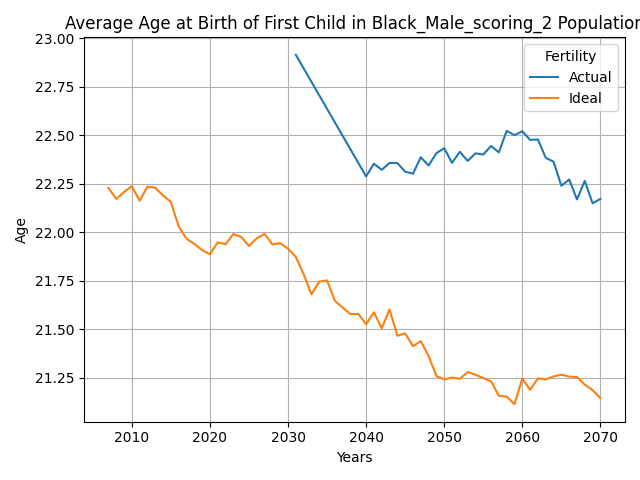 Average Age at Birth of First Child in Black_Male_scoring_2 Population
23.00
22.75
22.50
22.25
22.00
21.75
21.50
21.25
Age
Fertility
Actual
Ideal
2010 2020 2030 2040 2050 2060 2070
Years